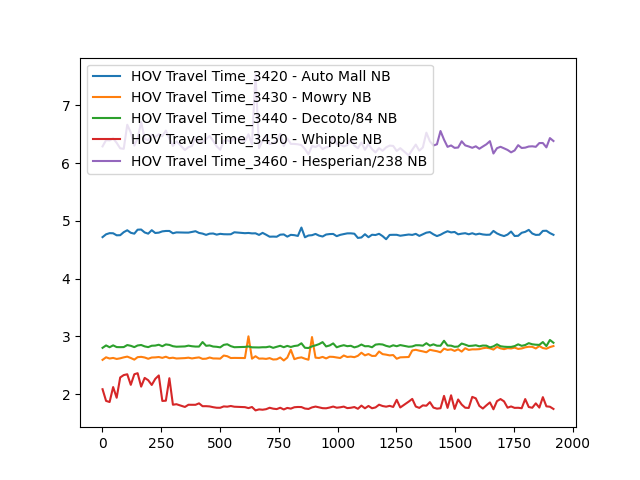 HOV Travel Time_3420 - Auto Mall NB
HOV Travel Time_3430 - Mowry NB
HOV Travel Time_3440 - Decoto/84 NB
HOV Travel Time_3450 - Whipple NB
HOV Travel Time_3460 - Hesperian/238 NB
7
6
5
4
3
2
0 250 500 750 1000 1250 1500 1750 2000